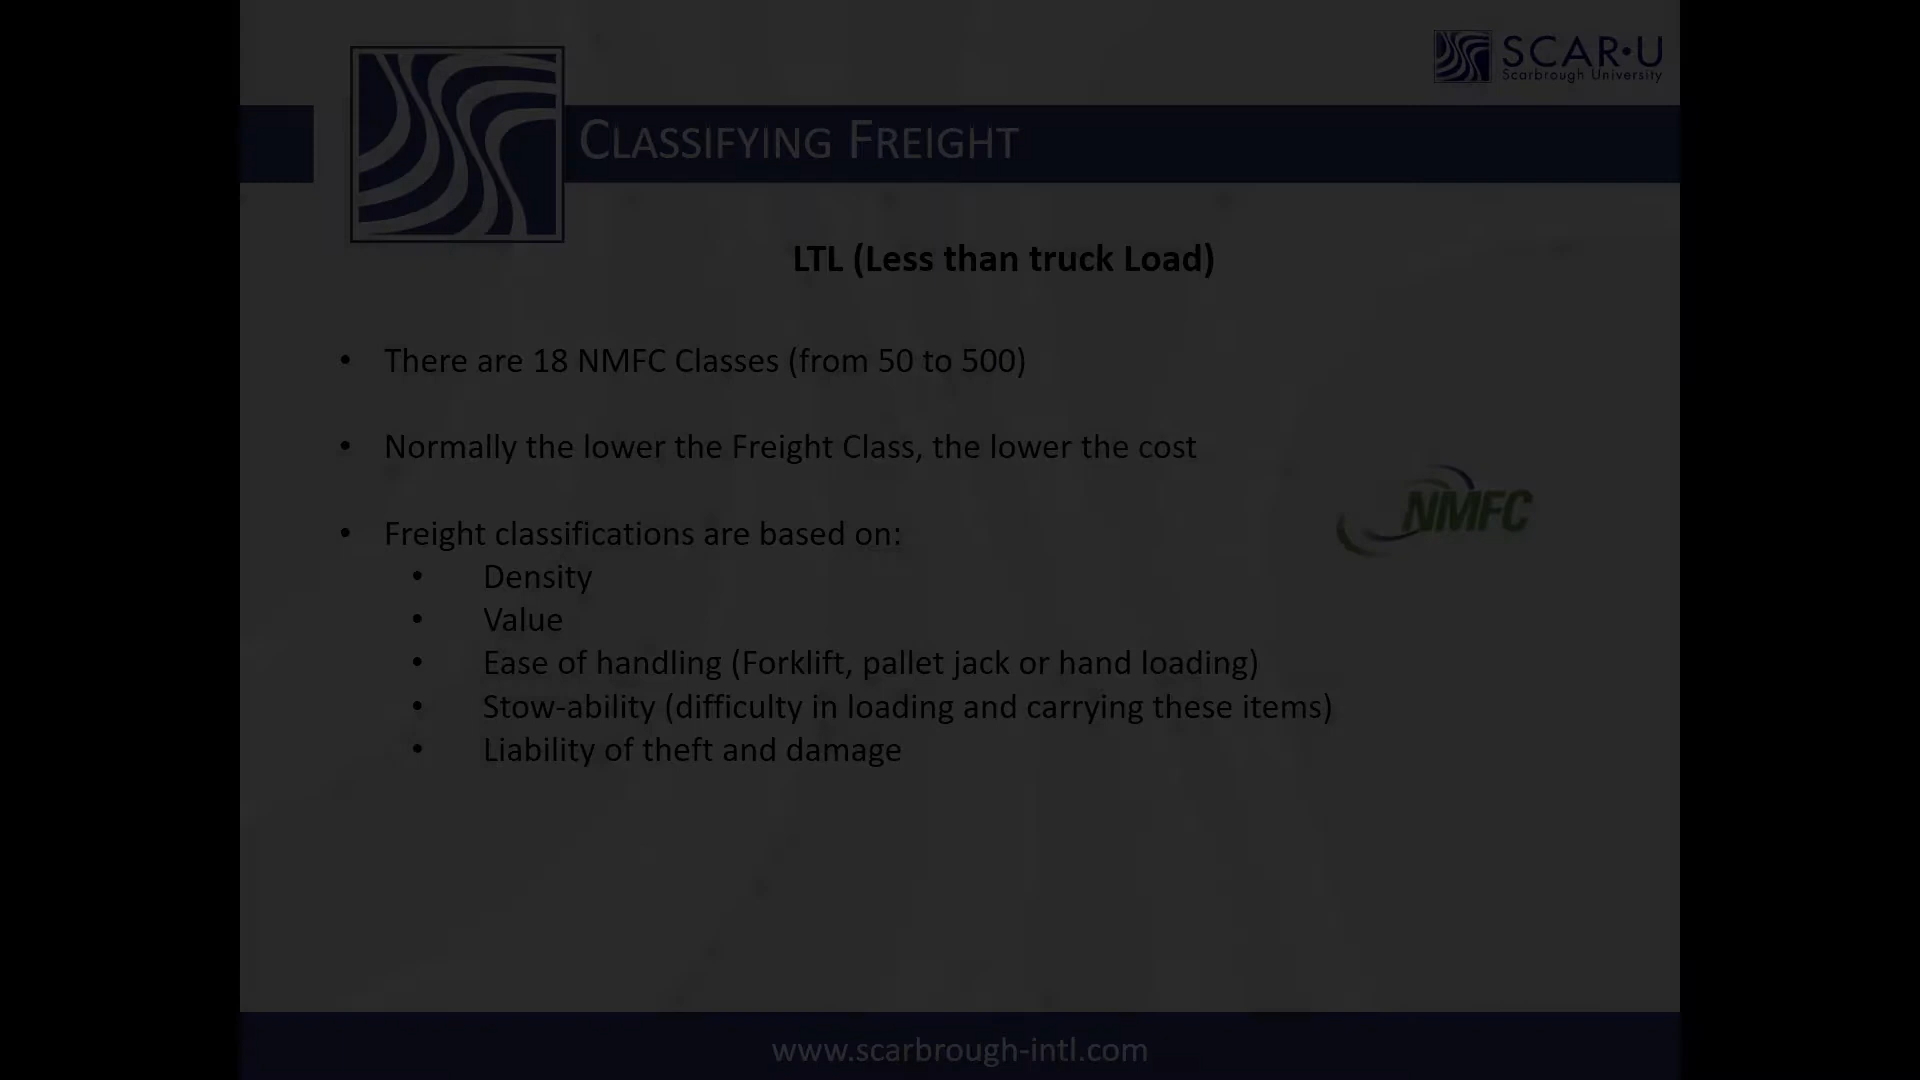 SCAR•U
Scarbrough University
CLASSIFYING FREIGHT
LTL (Less than truck Load)
• There are 18 NMFC Classes (from 50 to 500)
• Normally the lower the Freight Class, the lower the cost
NMFC
• Freight classifications are based on:
• Density
• Value
• Ease of handling (Forklift, pallet jack or hand loading)
• Stow-ability (difficulty in loading and carrying these items)
• Liability of theft and damage
www.scarbrough-intl.com